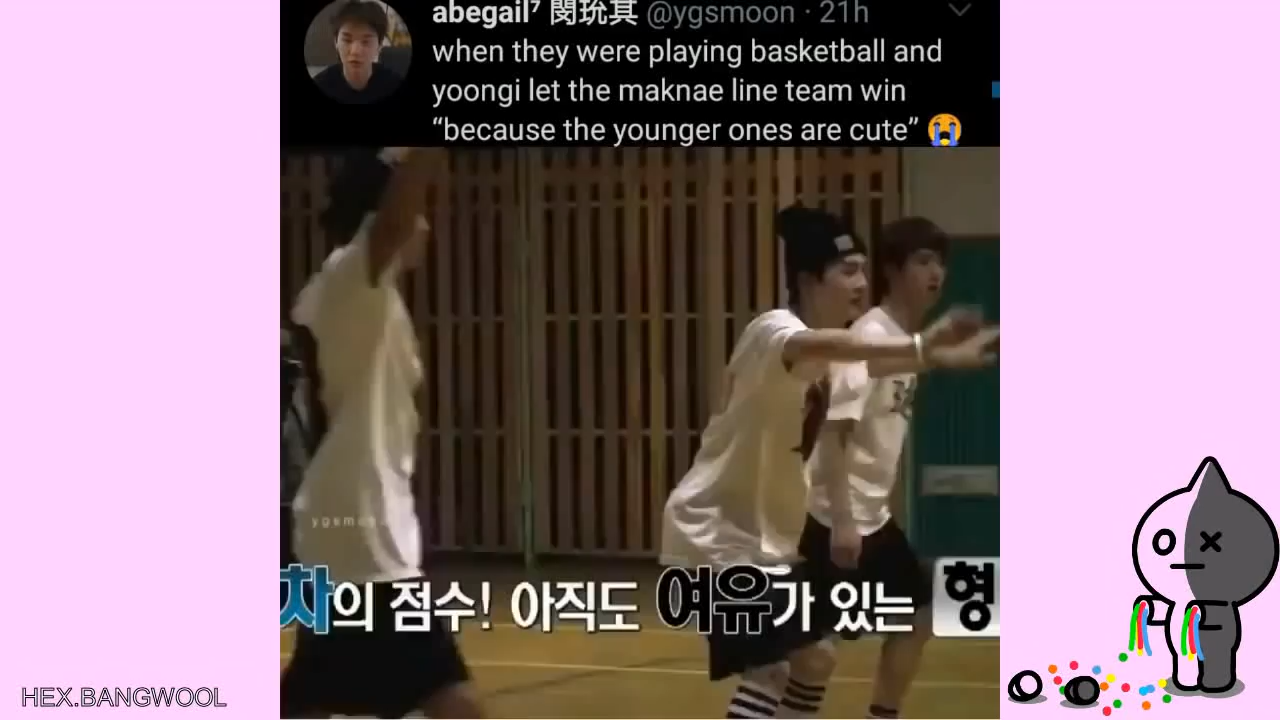 abegail⁷ 閔玧其 @ygsmoon · 21h
when they were playing basketball and
yoongi let the maknae line team win
“because the younger ones are cute” 😭
ygsmoon
차의 점수! 아직도 여유가 있는 형
HEX.BANGWOOL